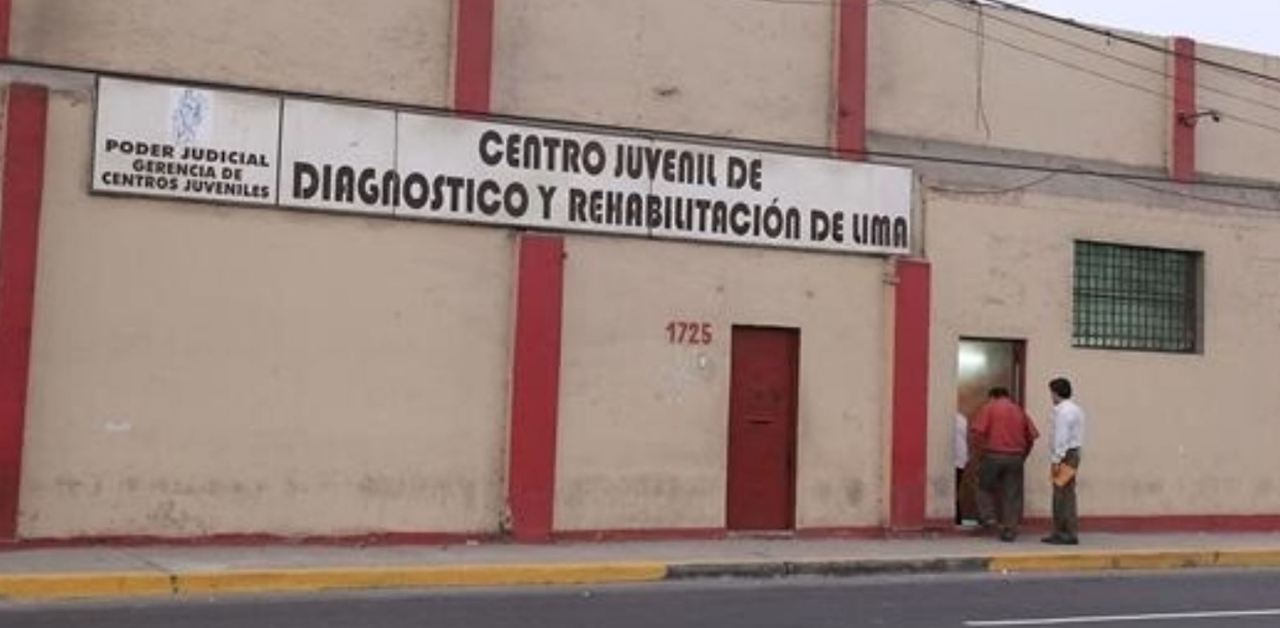 PODER JUDICIAL
GERENCIA DE
CENTROS JUVENILES
CENTRO JUVENIL DE
DIAGNOSTICO Y REHABILITACIÓN DE LIMA
1725